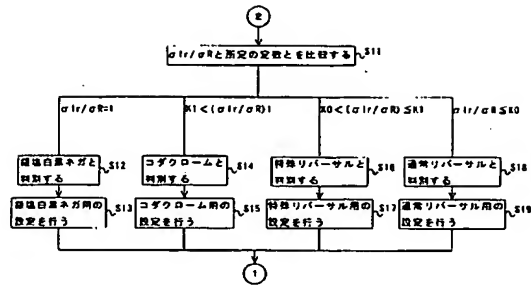 2
σIr/σRと所定の定数とを比較する S11
σIr/σR=1
K1<(σIr/σR)1
K0<(σIr/σR)≦K1
σIr/σR≦K0
銀塩白黒ネガと
判別する
S12
コダクロームと
判別する
S14
特殊リバーサルと
判別する
S16
通常リバーサルと
判別する
S18
銀塩白黒ネガ用の
設定を行う
S13
コダクローム用の
設定を行う
S15
特殊リバーサル用の
設定を行う
S17
通常リバーサル用の
設定を行う
S19
1